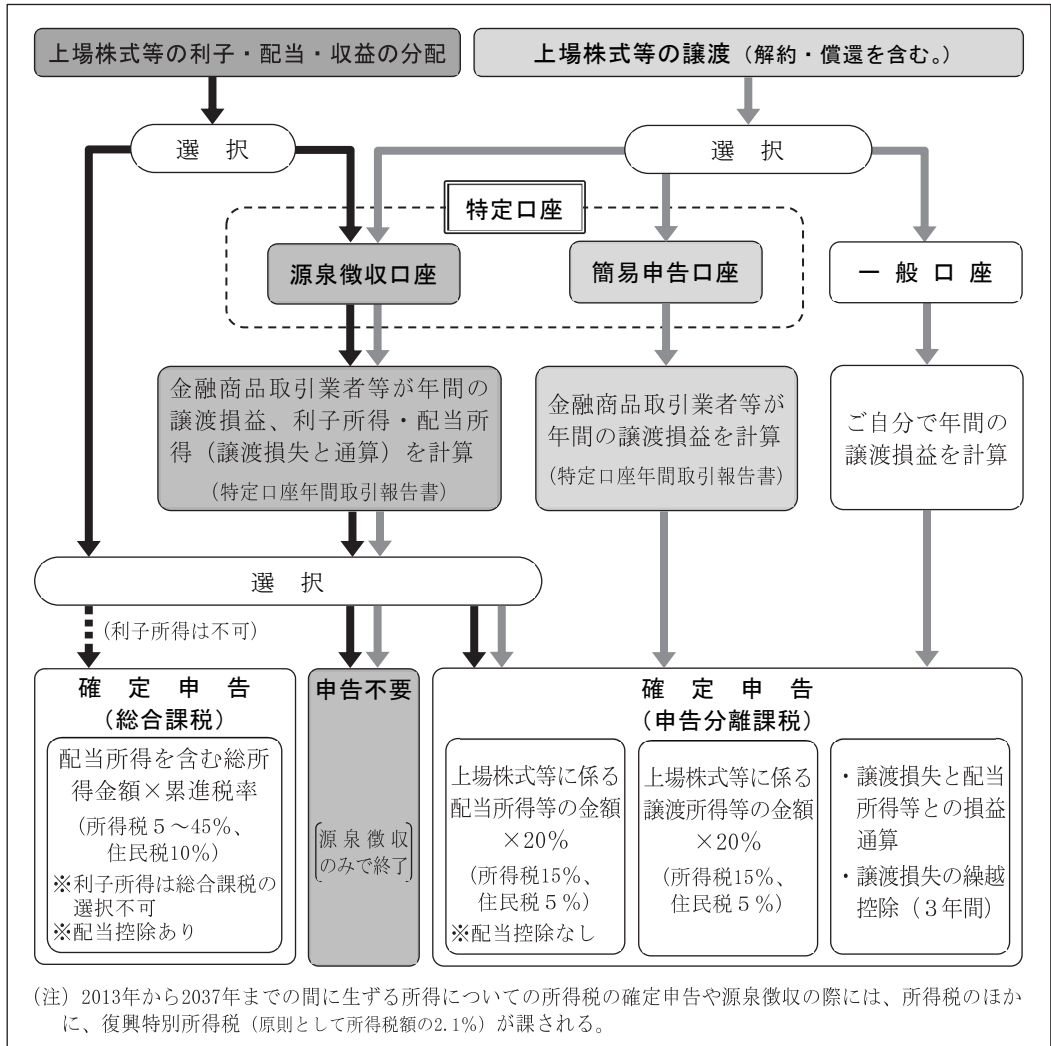 上場株式等の利子・配当・収益の分配
上場株式等の譲渡（解約・償還を含む。）
選　択
選　択
特定口座
源泉徴収口座
簡易申告口座
一 般 口 座
金融商品取引業者等が年間の
譲渡損益、利子所得・配当所
得（譲渡損失と通算）を計算
（特定口座年間取引報告書）
金融商品取引業者等が
年間の譲渡損益を計算
（特定口座年間取引報告書）
ご自分で年間の
譲渡損益を計算
選　択
（利子所得は不可）
確 定 申 告
（総合課税）
配当所得を含む総所
得金額×累進税率
（所得税５～45％、
住民税10％）
※利子所得は総合課税の
選択不可
※配当控除あり
申告不要
源泉徴収
のみで終了
確 定 申 告
（申告分離課税）
上場株式等に係る
配当所得等の金額
×20％
（所得税15％、
住民税５％）
※配当控除なし
上場株式等に係る
譲渡所得等の金額
×20％
（所得税15％、
住民税５％）
・譲渡損失と配当
所得等との損益
通算
・譲渡損失の繰越
控除（３年間）
（注）2013年から2037年までの間に生ずる所得についての所得税の確定申告や源泉徴収の際には、所得税のほか
に、復興特別所得税（原則として所得税額の2.1％）が課される。